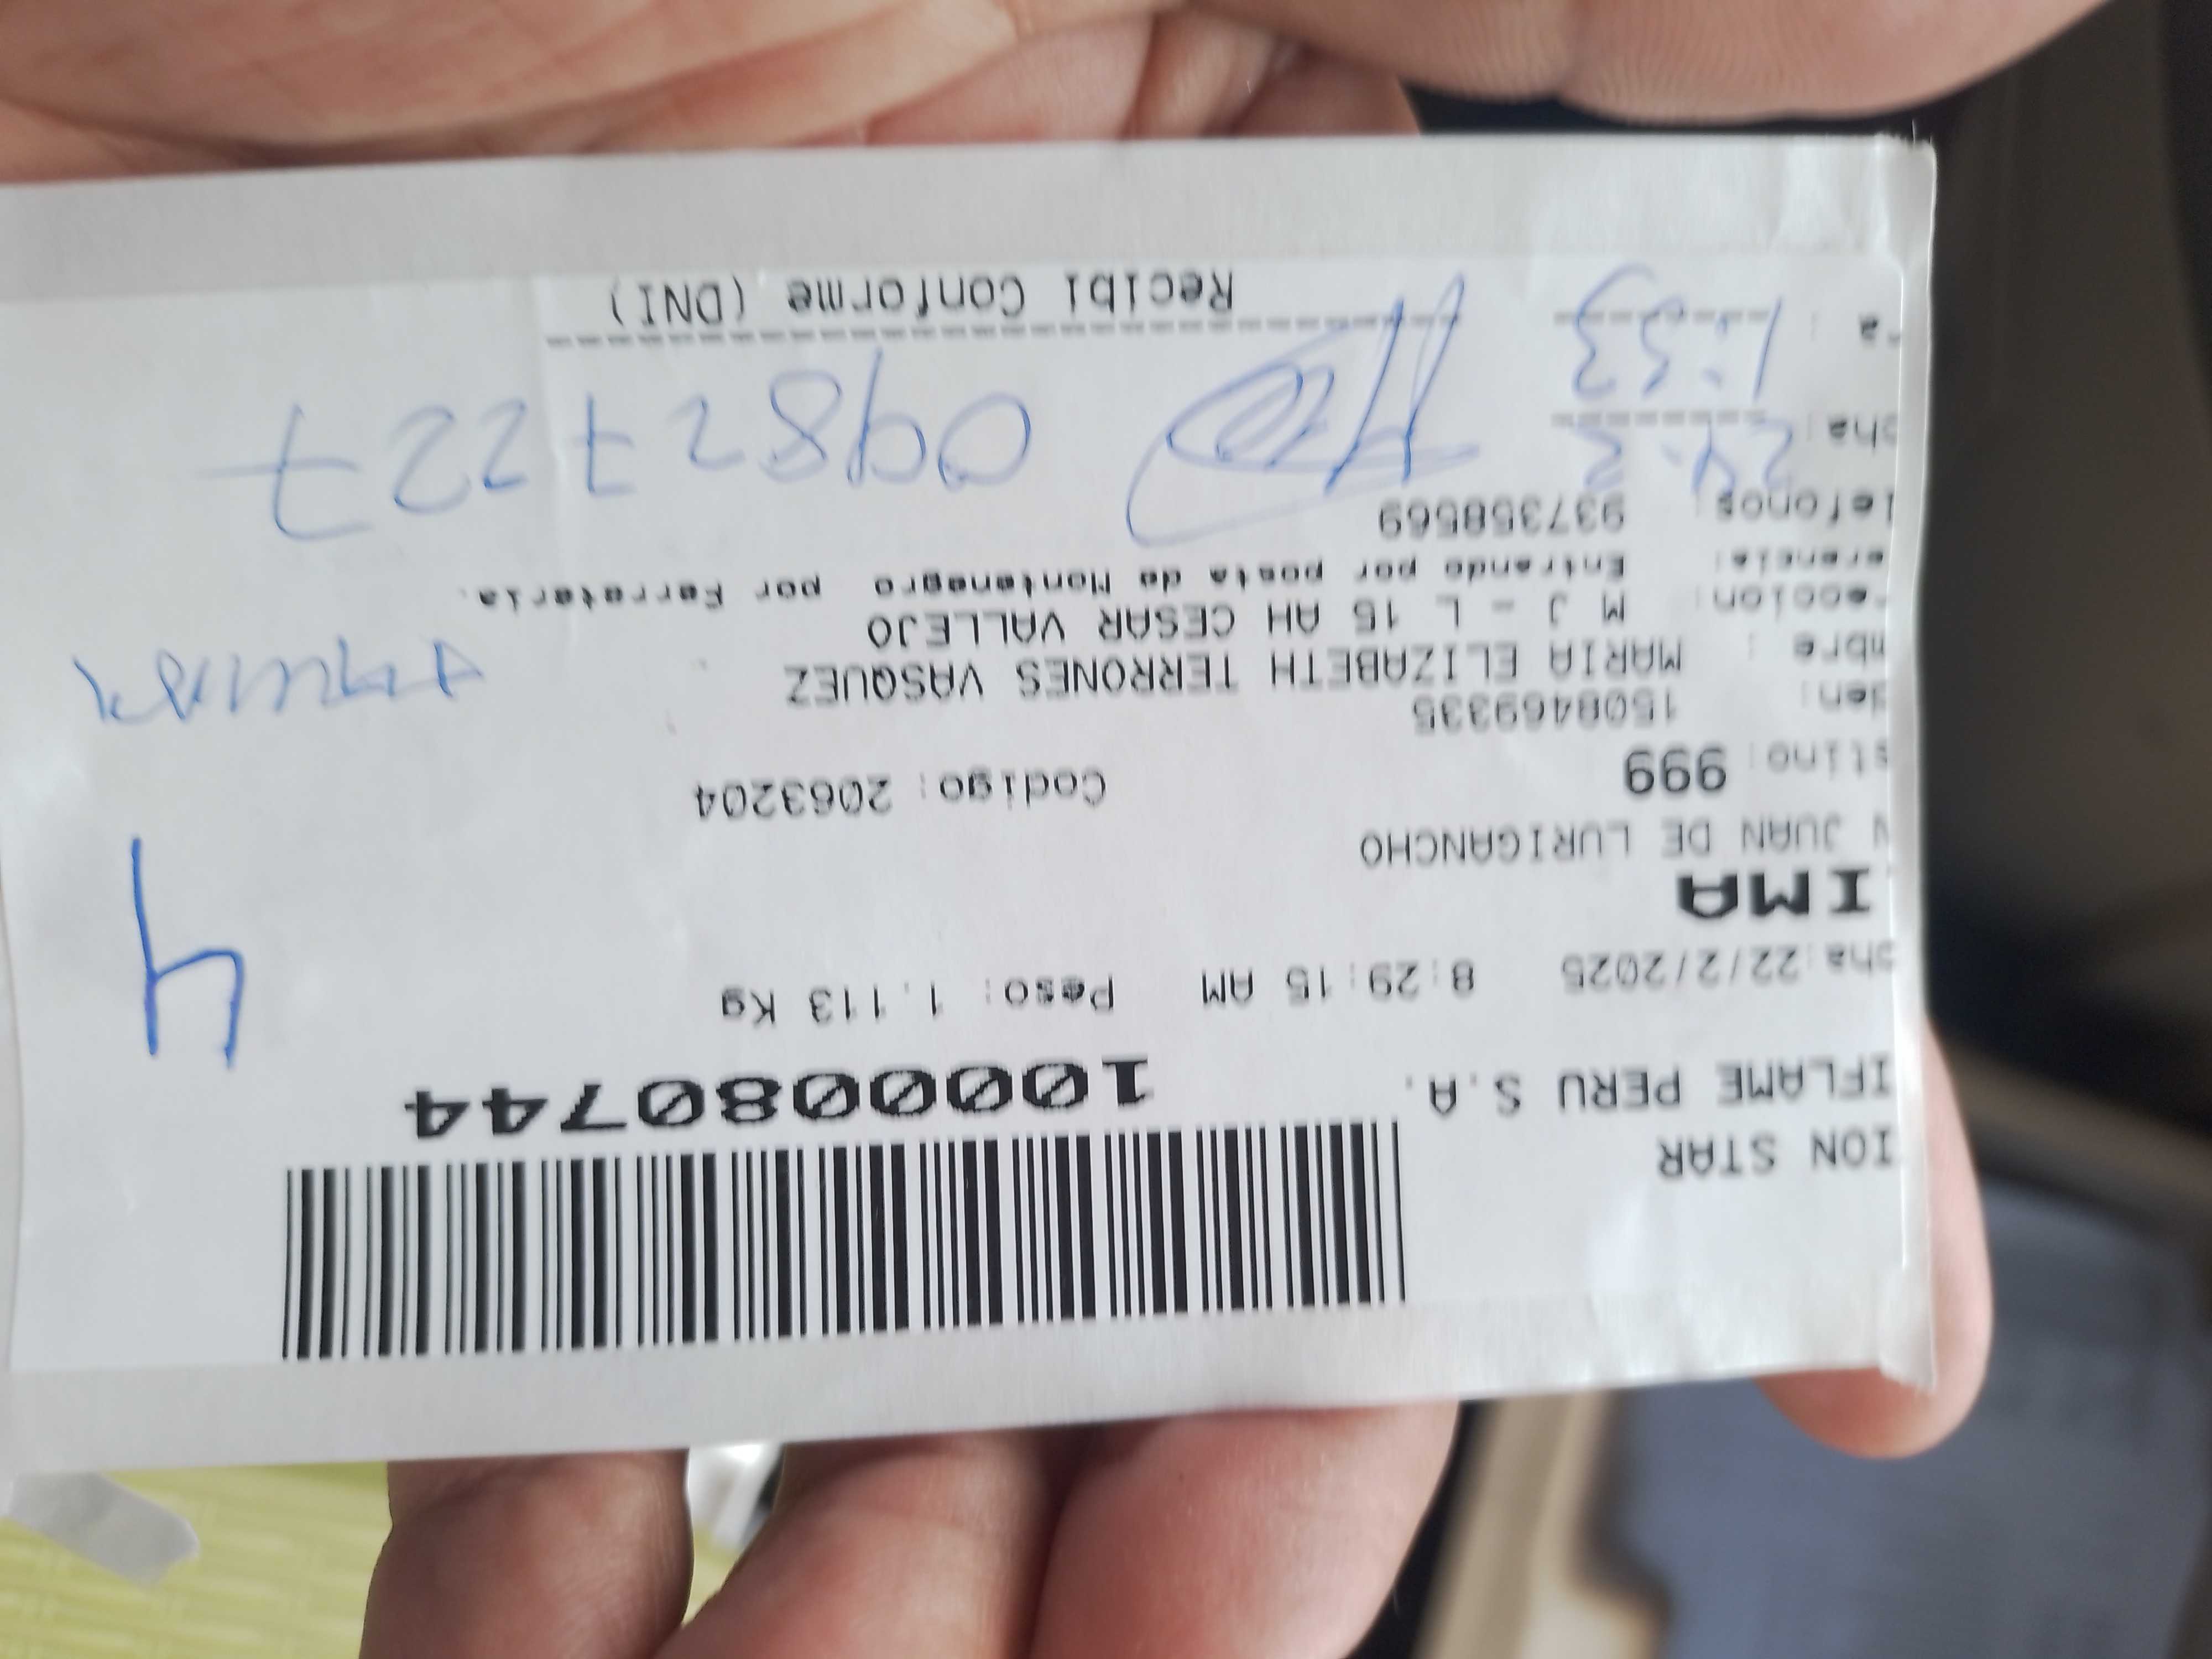 ION STAR
IFLAME PERU S.A.
1000080744
cha:22/2/2025 8:29:15 AM Peso: 1.113 Kg
IMA
N JUAN DE LURIGANCHO
stino: 999 Codigo: 2063204
den: 1508469335
mbre : MARIA ELIZABETH TERRONES VASQUEZ
eccion: M J - L 15 AH CESAR VALLEJO
erencia: Entrando por posta de Montenegro por Ferreteria.
lefonos: 937358569
cha: 24.2
ra : 1:53
09827227
Recibi Conforme (DNI)
4